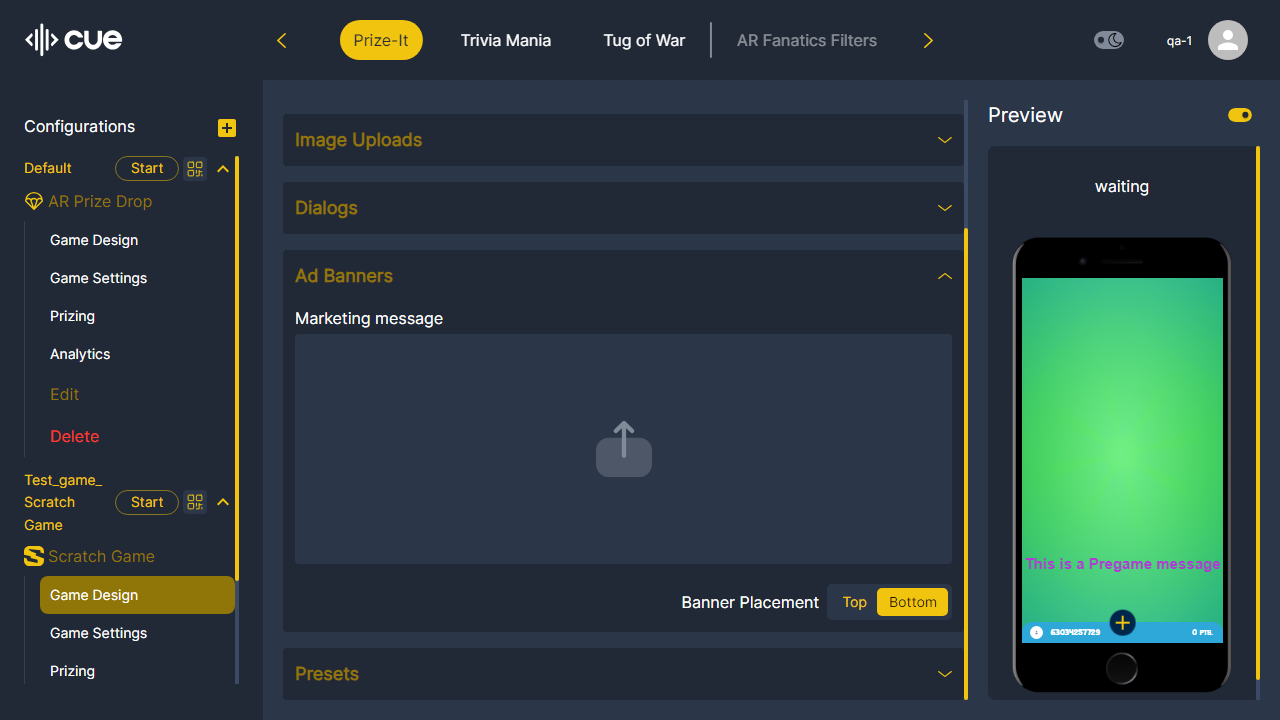 cue
Prize-It
Trivia Mania
Tug of War
AR Fanatics Filters
qa-1
Configurations
Default
Start
AR Prize Drop
Game Design
Game Settings
Prizing
Analytics
Edit
Delete
Test_game_
Scratch
Game
Start
Scratch Game
Game Design
Game Settings
Prizing
Image Uploads
Dialogs
Ad Banners
Marketing message
Banner Placement
Top
Bottom
Presets
Preview
waiting
This is a Pregame message
0 PTS.